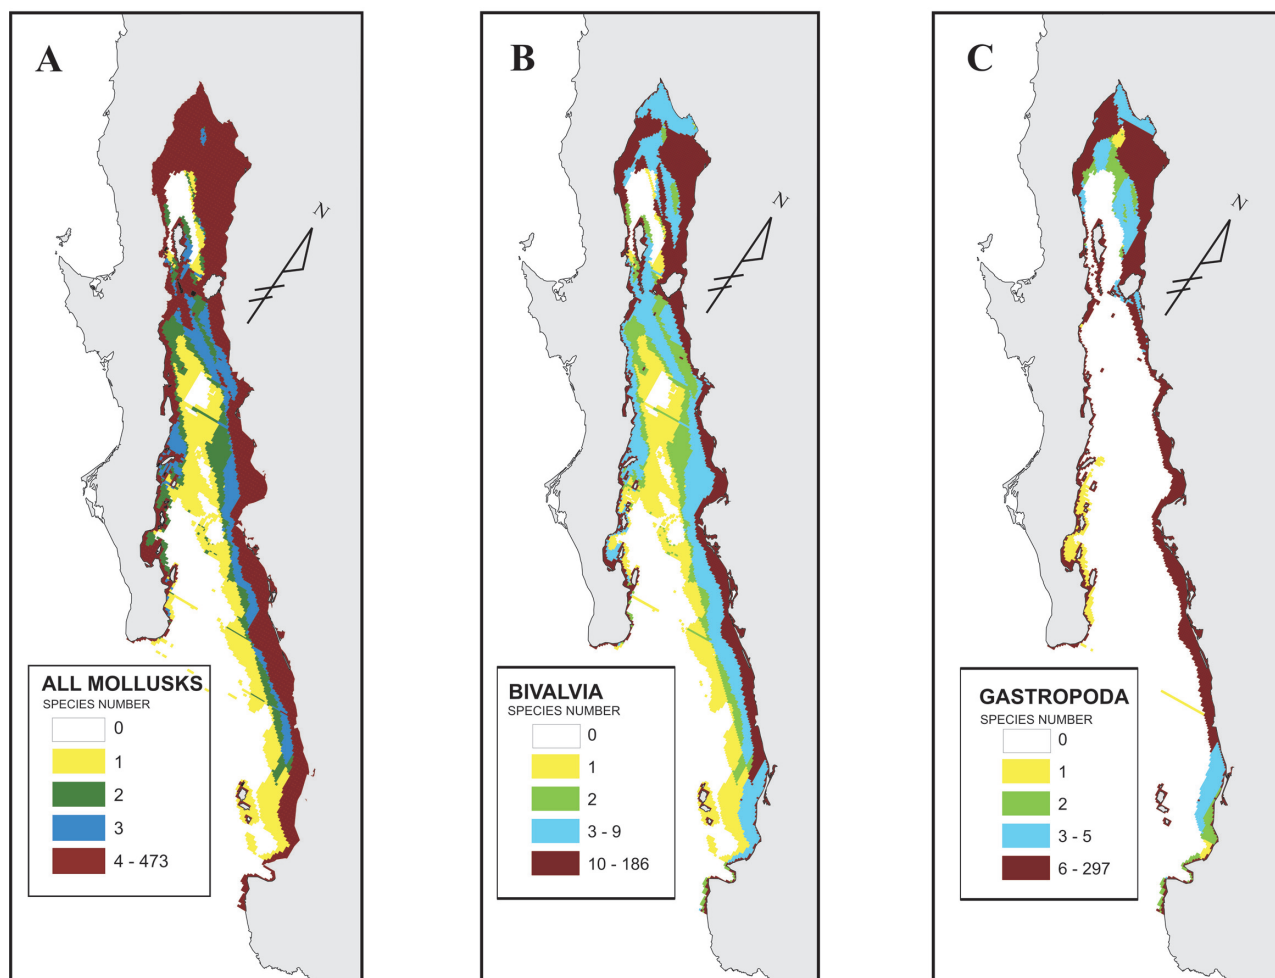 A
N
ALL MOLLUSKS
SPECIES NUMBER
0
1
2
3
4 - 473
B
N
BIVALVIA
SPECIES NUMBER
0
1
2
3 - 9
10 - 186
C
N
GASTROPODA
SPECIES NUMBER
0
1
2
3 - 5
6 - 297